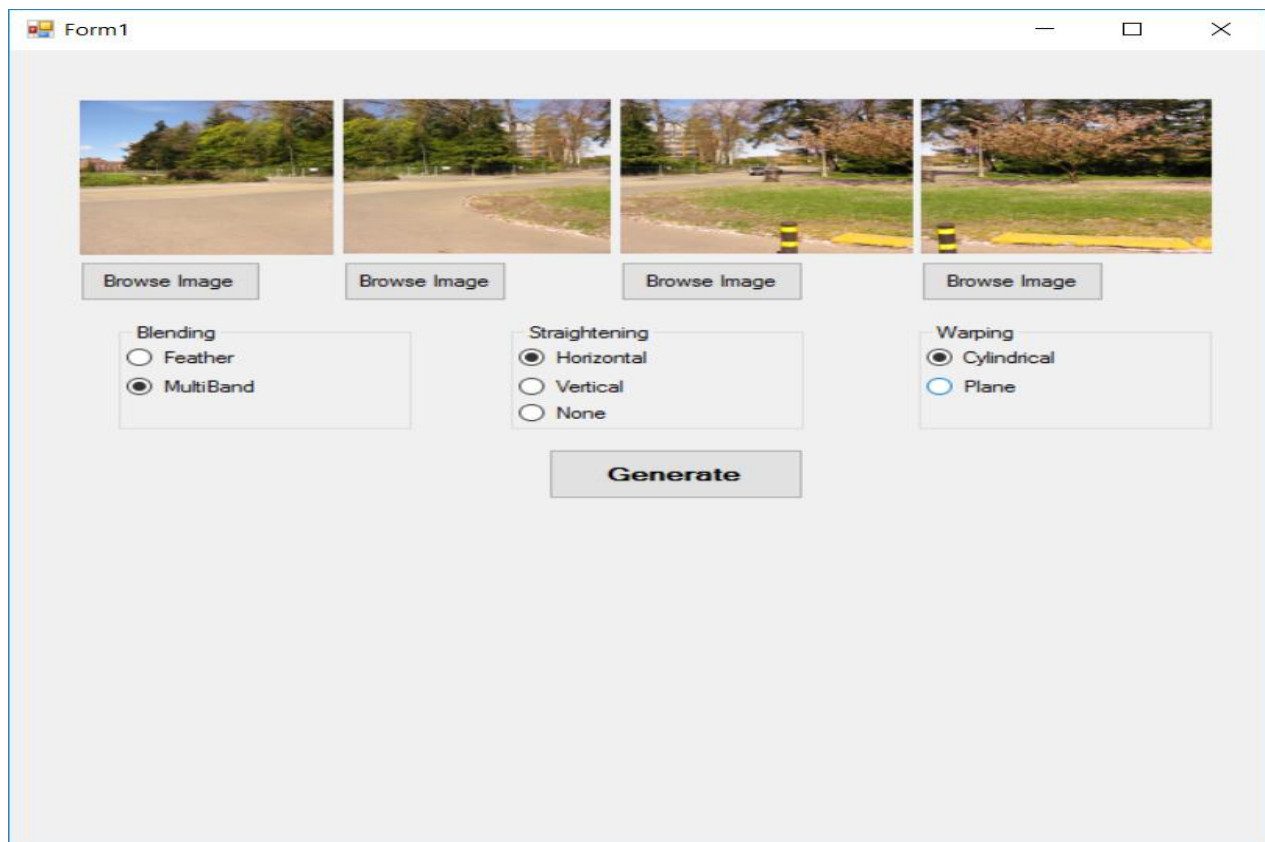 Form1
Browse Image
Browse Image
Browse Image
Browse Image
Blending
Feather
MultiBand
Straightening
Horizontal
Vertical
None
Warping
Cylindrical
Plane
Generate